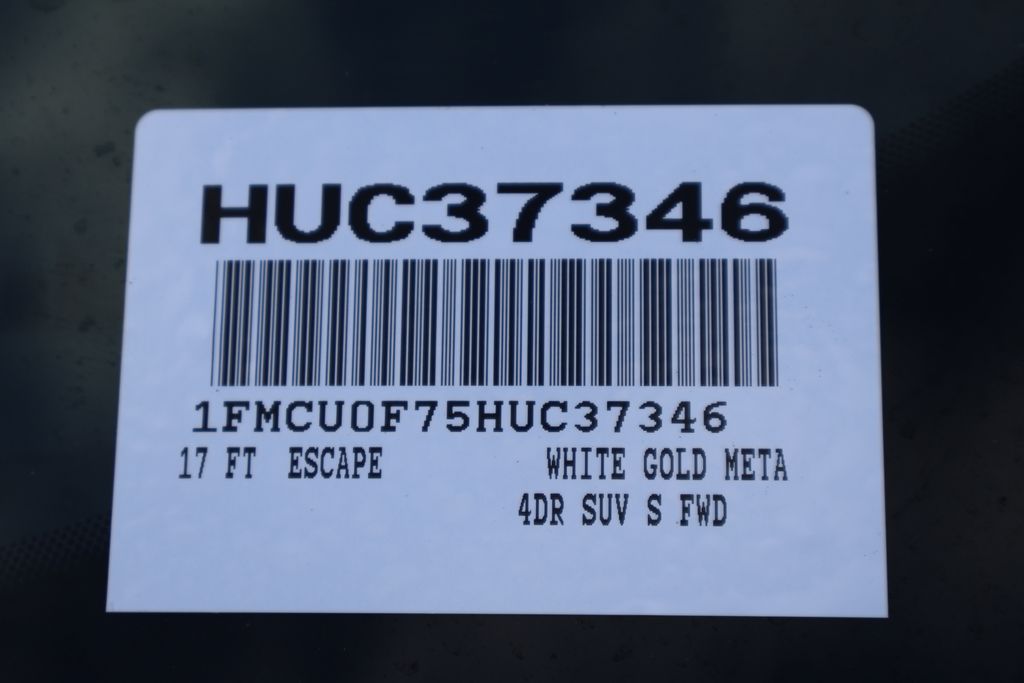 HUC37346
1FMCU0F75HUC37346
17 FT ESCAPE WHITE GOLD META
4DR SUV S FWD